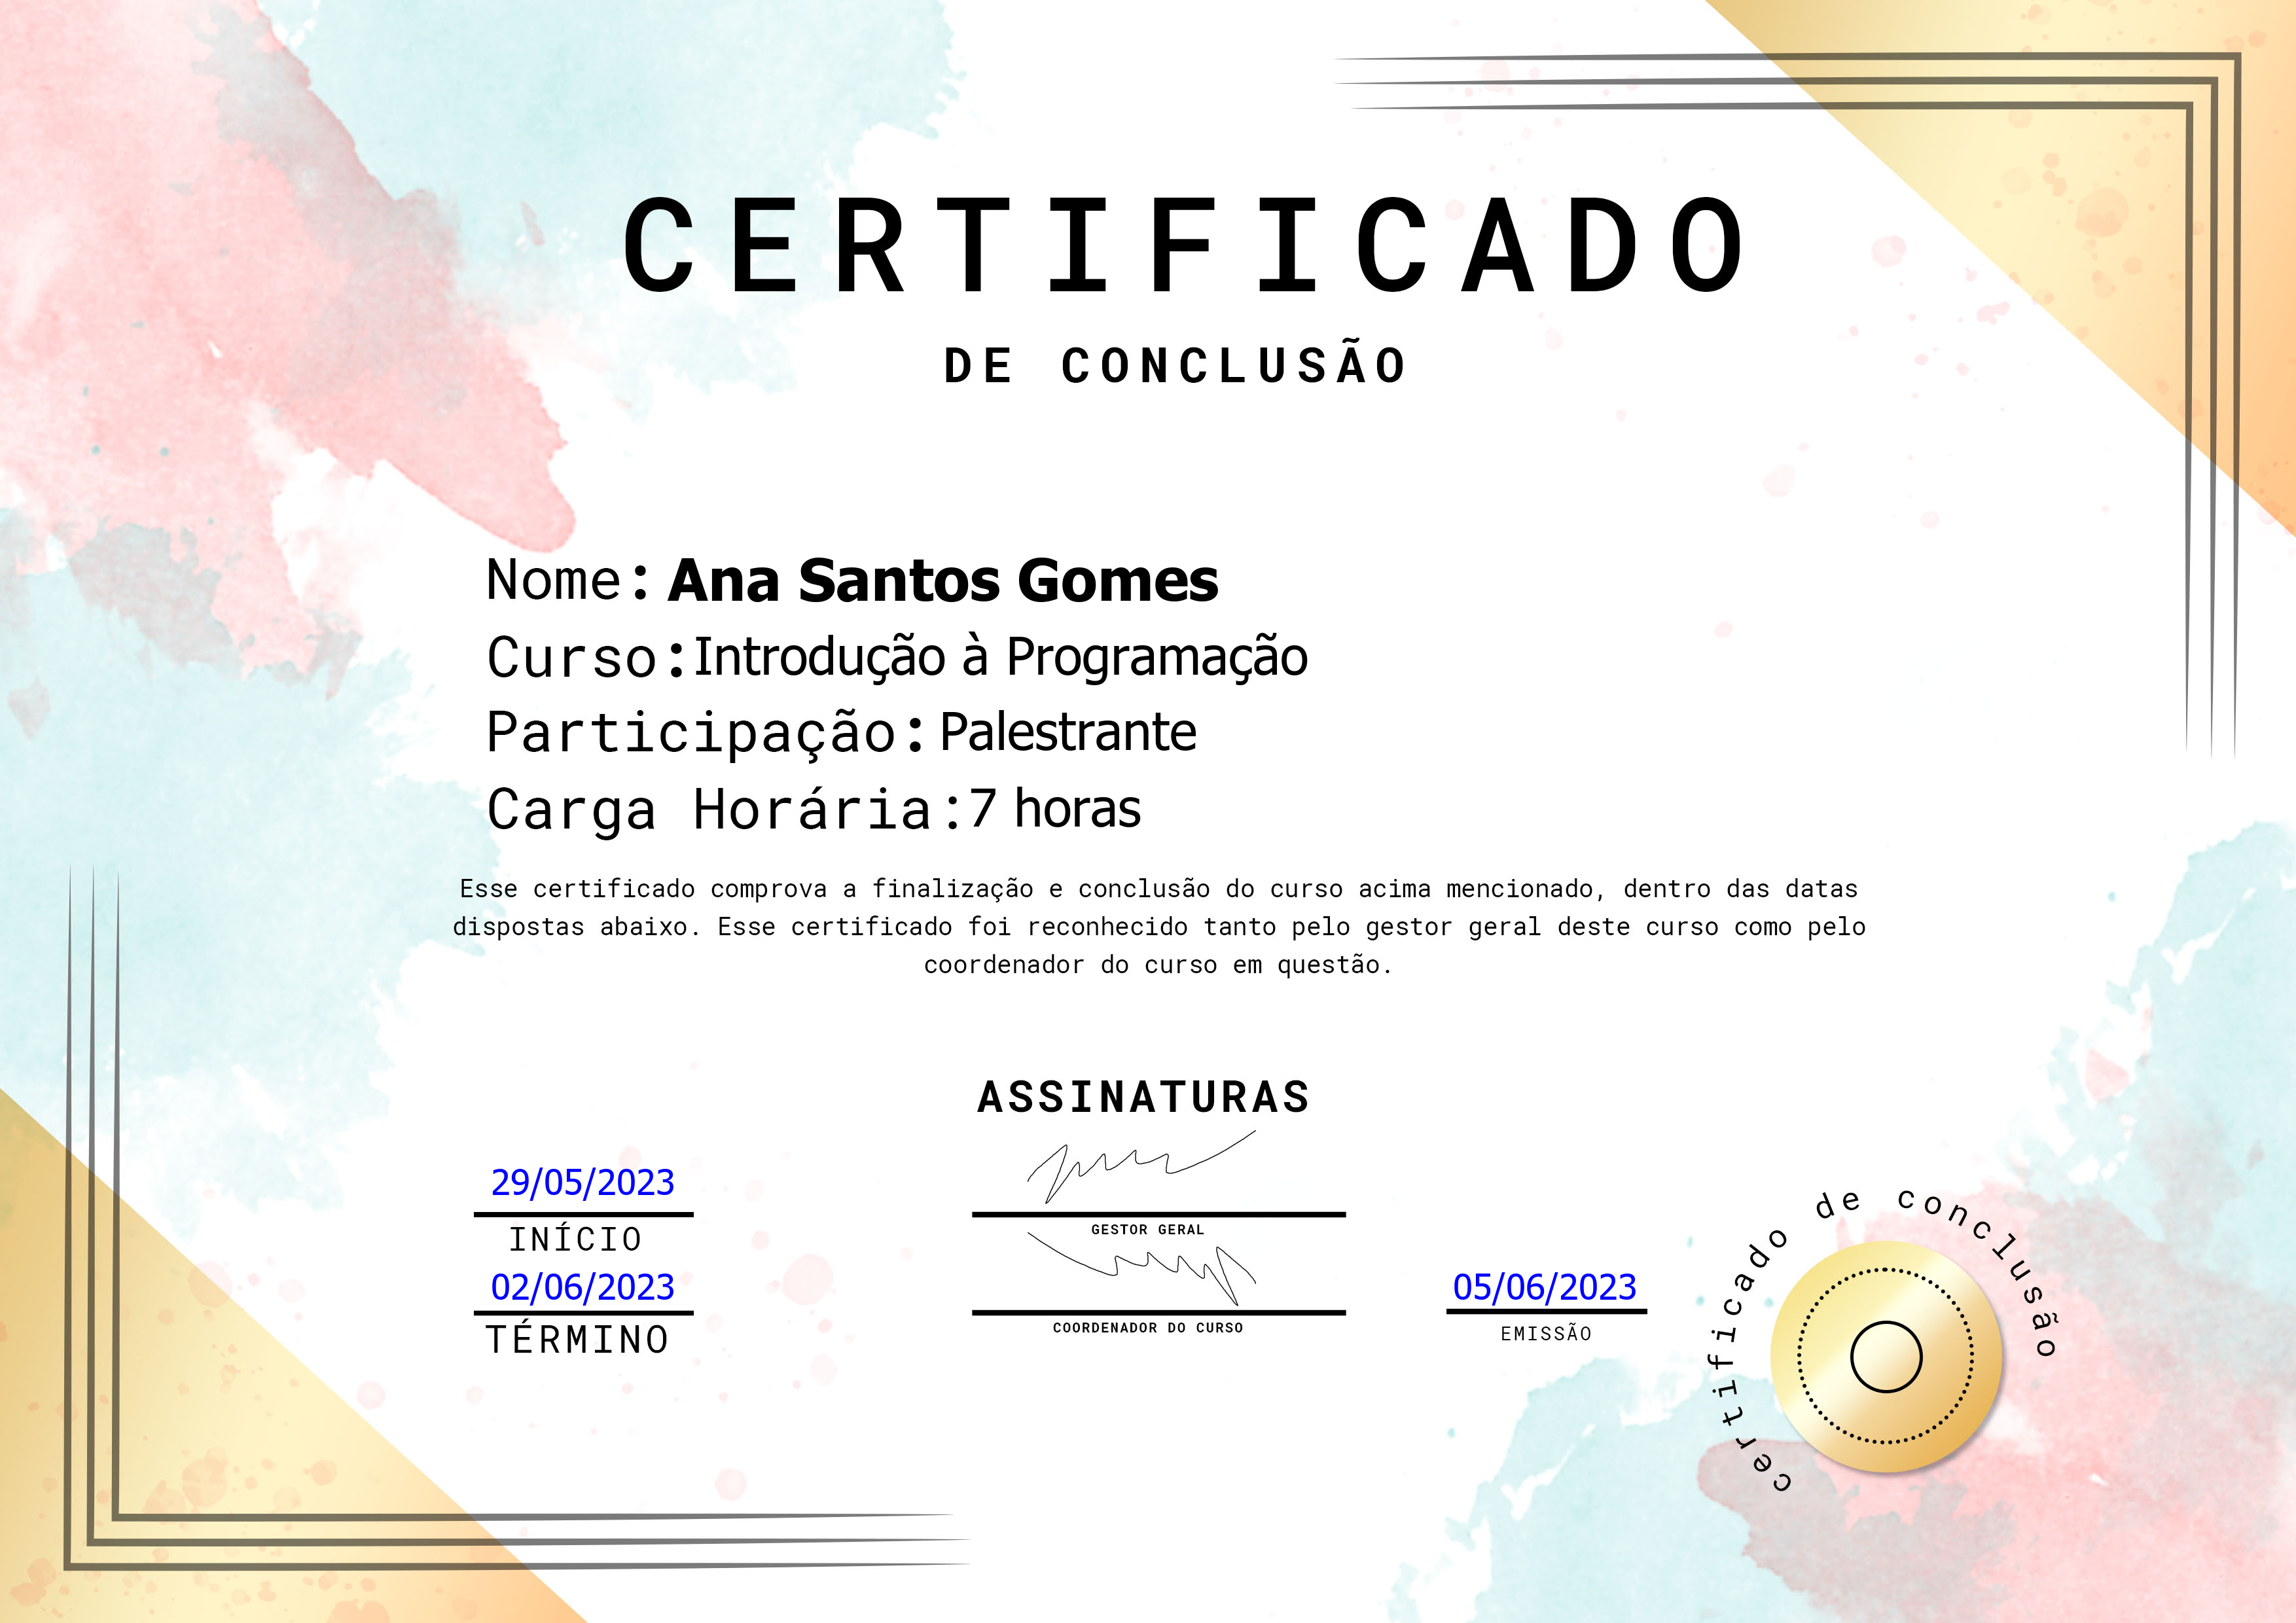 CERTIFICADO
DE CONCLUSÃO
Nome: Ana Santos Gomes
Curso:Introdução à Programação
Participação: Palestrante
Carga Horária:7 horas
Esse certificado comprova a finalização e conclusão do curso acima mencionado, dentro das datas
dispostas abaixo. Esse certificado foi reconhecido tanto pelo gestor geral deste curso como pelo
coordenador do curso em questão.
ASSINATURAS
29/05/2023
INÍCIO
GESTOR GERAL
02/06/2023
TÉRMINO
COORDENADOR DO CURSO
05/06/2023
EMISSÃO
certificado de conclusão